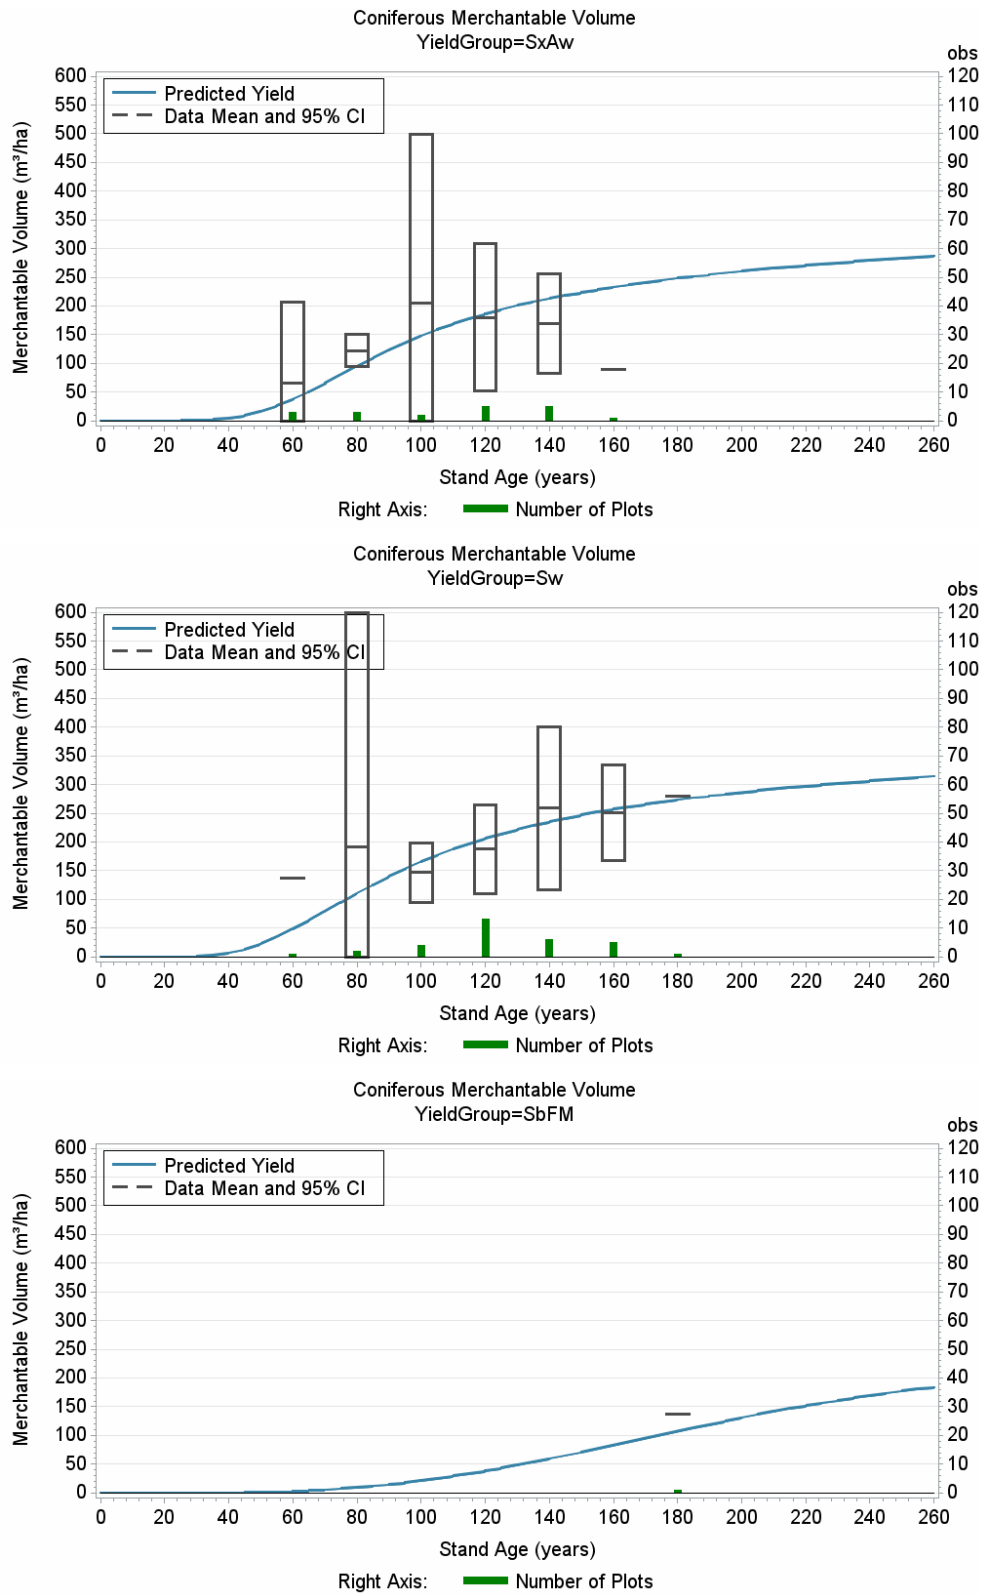 Coniferous Merchantable Volume
YieldGroup=SxAw
obs
Predicted Yield
Data Mean and 95% CI
Merchantable Volume (m³/ha)
600
550
500
450
400
350
300
250
200
150
100
50
0
120
110
100
90
80
70
60
50
40
30
20
10
0
0 20 40 60 80 100 120 140 160 180 200 220 240 260
Stand Age (years)
Right Axis: Number of Plots
Coniferous Merchantable Volume
YieldGroup=Sw
obs
Predicted Yield
Data Mean and 95% CI
Merchantable Volume (m³/ha)
600
550
500
450
400
350
300
250
200
150
100
50
0
120
110
100
90
80
70
60
50
40
30
20
10
0
0 20 40 60 80 100 120 140 160 180 200 220 240 260
Stand Age (years)
Right Axis: Number of Plots
Coniferous Merchantable Volume
YieldGroup=SbFM
obs
Predicted Yield
Data Mean and 95% CI
Merchantable Volume (m³/ha)
600
550
500
450
400
350
300
250
200
150
100
50
0
120
110
100
90
80
70
60
50
40
30
20
10
0
0 20 40 60 80 100 120 140 160 180 200 220 240 260
Stand Age (years)
Right Axis: Number of Plots